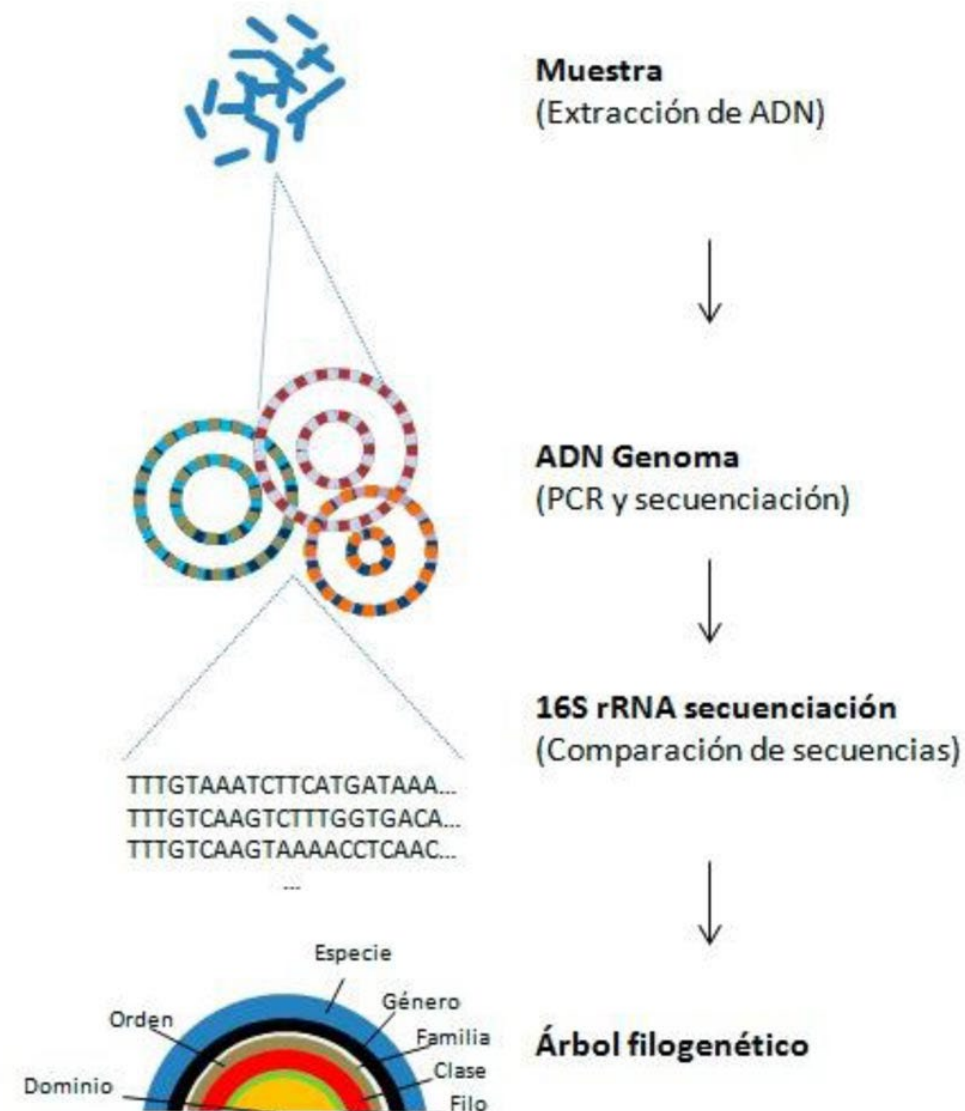 Muestra
(Extracción de ADN)
ADN Genoma
(PCR y secuenciación)
16S rRNA secuenciación
(Comparación de secuencias)
TTTGTAAATCTTCATGATAAA...
TTTGTCAAGTCTTTGGTGACA...
TTTGTCAAGTAAAACCTCAAC...
...
Especie
Género
Orden
Familia
Árbol filogenético
Clase
Dominio
Filo